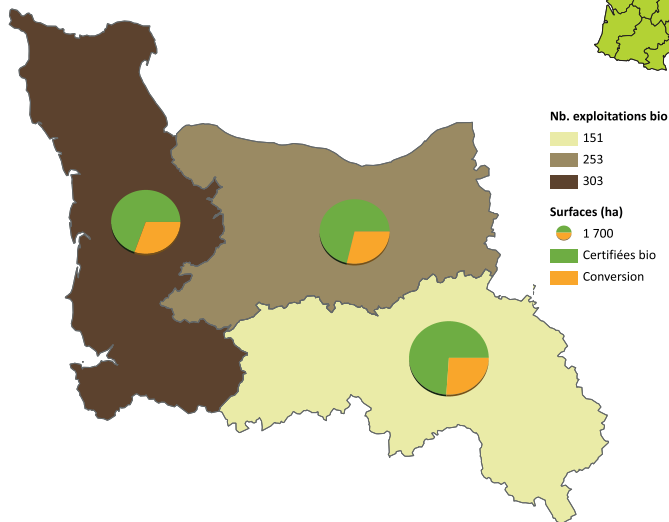 Nb. exploitations bio
151
253
303
Surfaces (ha)
1 700
Certifiées bio
Conversion